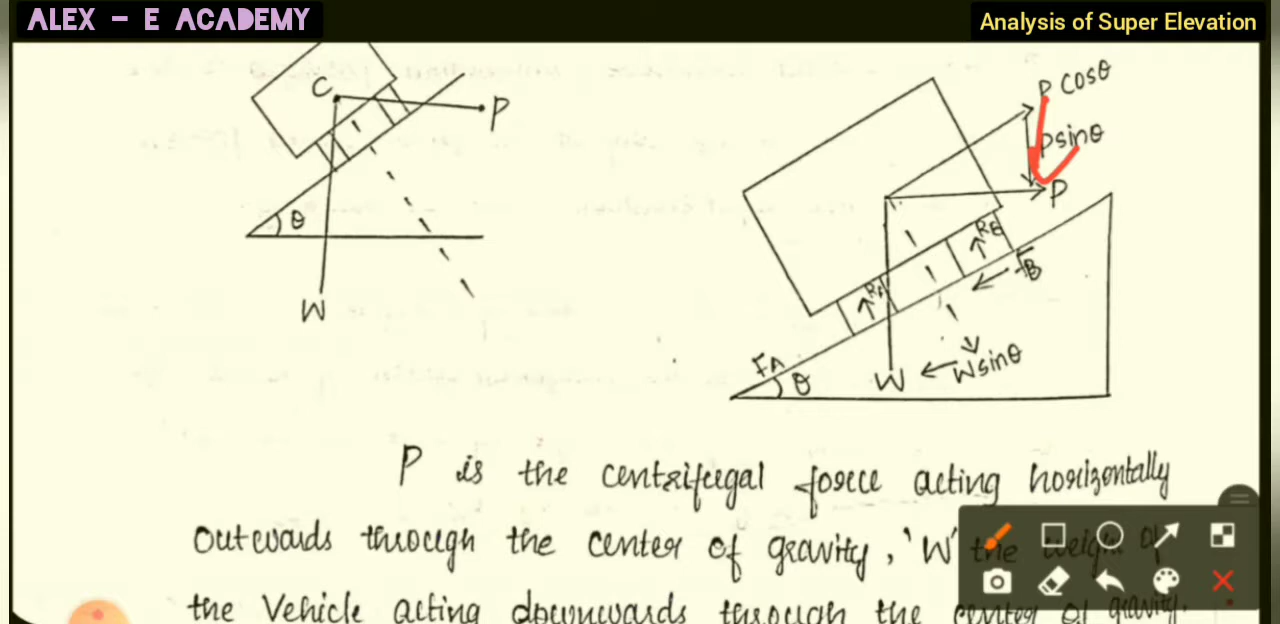 ALEX - E ACADEMY
Analysis of Super Elevation
C
P
θ
W
P cosθ
Psinθ
P
RB
FB
RA
FA
θ
W
Wsinθ
P is the centrifugal force acting horizontally
outwards through the center of gravity, 'W' the weight of
the Vehicle acting downwards through the center of gravity.